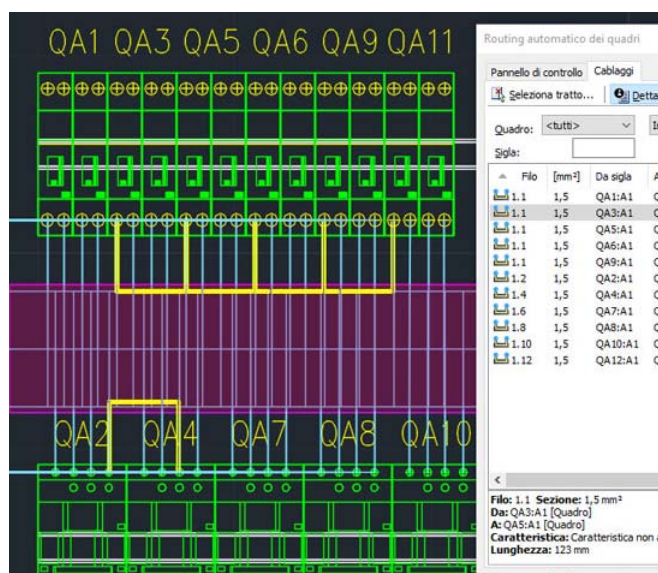 QA1 QA3 QA5 QA6 QA9 QA11
QA2 QA4 QA7 QA8 QA10
Routing automatico dei quadri
Pannello di controllo Cablaggi
Seleziona tratto...
Quadro: <tutti>
Sigla:
Filo [mm²] Da sigla
1.1 1,5 QA1:A1
1.1 1,5 QA3:A1
1.1 1,5 QA5:A1
1.1 1,5 QA6:A1
1.1 1,5 QA9:A1
1.2 1,5 QA2:A1
1.4 1,5 QA4:A1
1.6 1,5 QA7:A1
1.8 1,5 QA8:A1
1.10 1,5 QA10:A1
1.12 1,5 QA12:A1
Filo: 1.1 Sezione: 1,5 mm²
Da: QA3:A1 [Quadro]
A: QA5:A1 [Quadro]
Caratteristica: Caratteristica non
Lunghezza: 123 mm